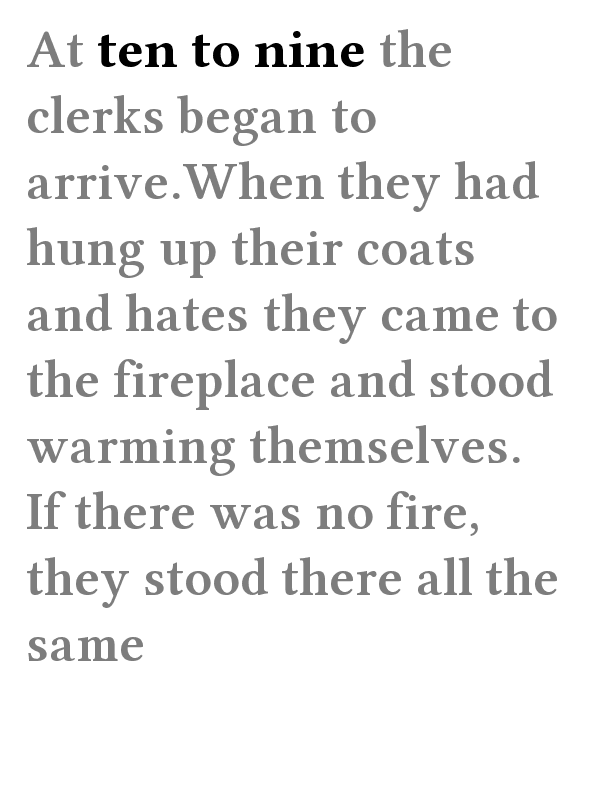 At ten to nine the
clerks began to
arrive.When they had
hung up their coats
and hates they came to
the fireplace and stood
warming themselves.
If there was no fire,
they stood there all the
same